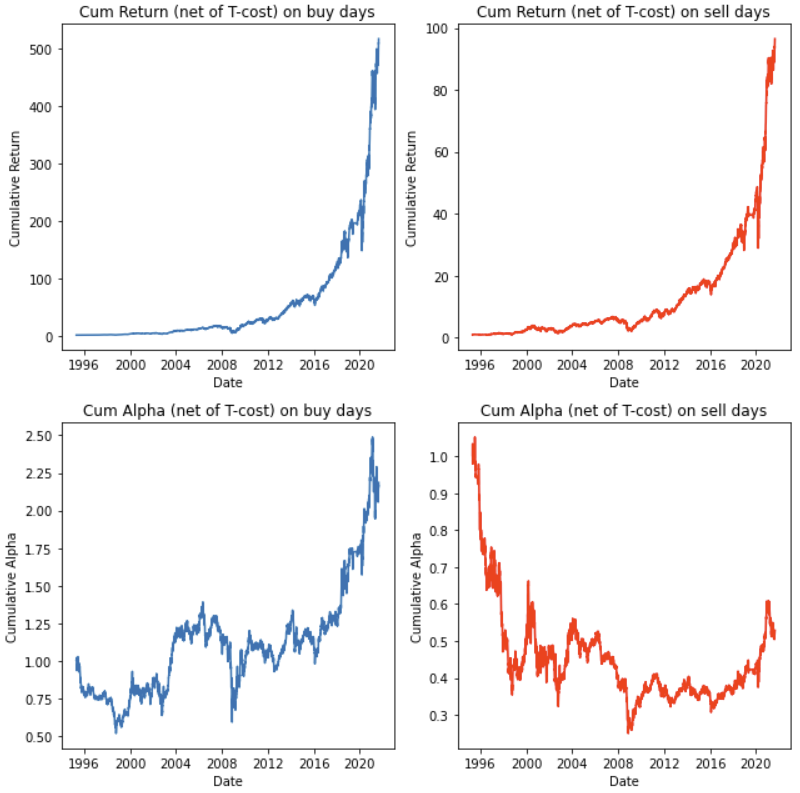 Cum Return (net of T-cost) on buy days
Cum Return (net of T-cost) on sell days
Cumulative Return
500
400
300
200
100
0
1996 2000 2004 2008 2012 2016 2020
Date
Cumulative Return
100
80
60
40
20
0
1996 2000 2004 2008 2012 2016 2020
Date
Cum Alpha (net of T-cost) on buy days
Cum Alpha (net of T-cost) on sell days
Cumulative Alpha
2.50
2.25
2.00
1.75
1.50
1.25
1.00
0.75
0.50
1996 2000 2004 2008 2012 2016 2020
Date
Cumulative Alpha
1.0
0.9
0.8
0.7
0.6
0.5
0.4
0.3
1996 2000 2004 2008 2012 2016 2020
Date